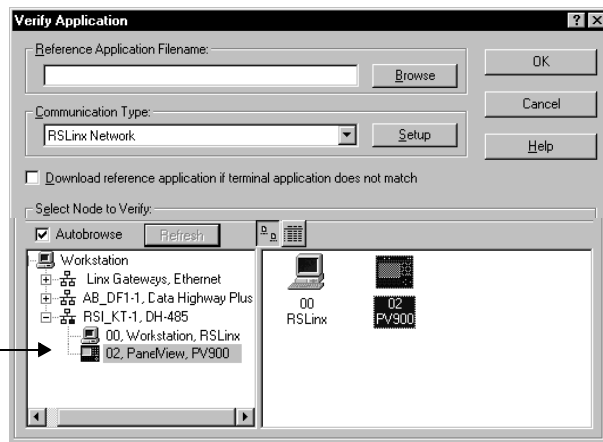 Verify Application
Reference Application Filename:
Browse
OK
Cancel
Help
Communication Type:
RSLinx Network
Setup
Download reference application if terminal application does not match
Select Node to Verify:
Autobrowse
Refresh
Workstation
Linx Gateways, Ethernet
AB_DF1-1, Data Highway Plus
RSI_KT-1, DH-485
00, Workstation, RSLinx
02, PanelView, PV900
00
RSLinx
02
PV900